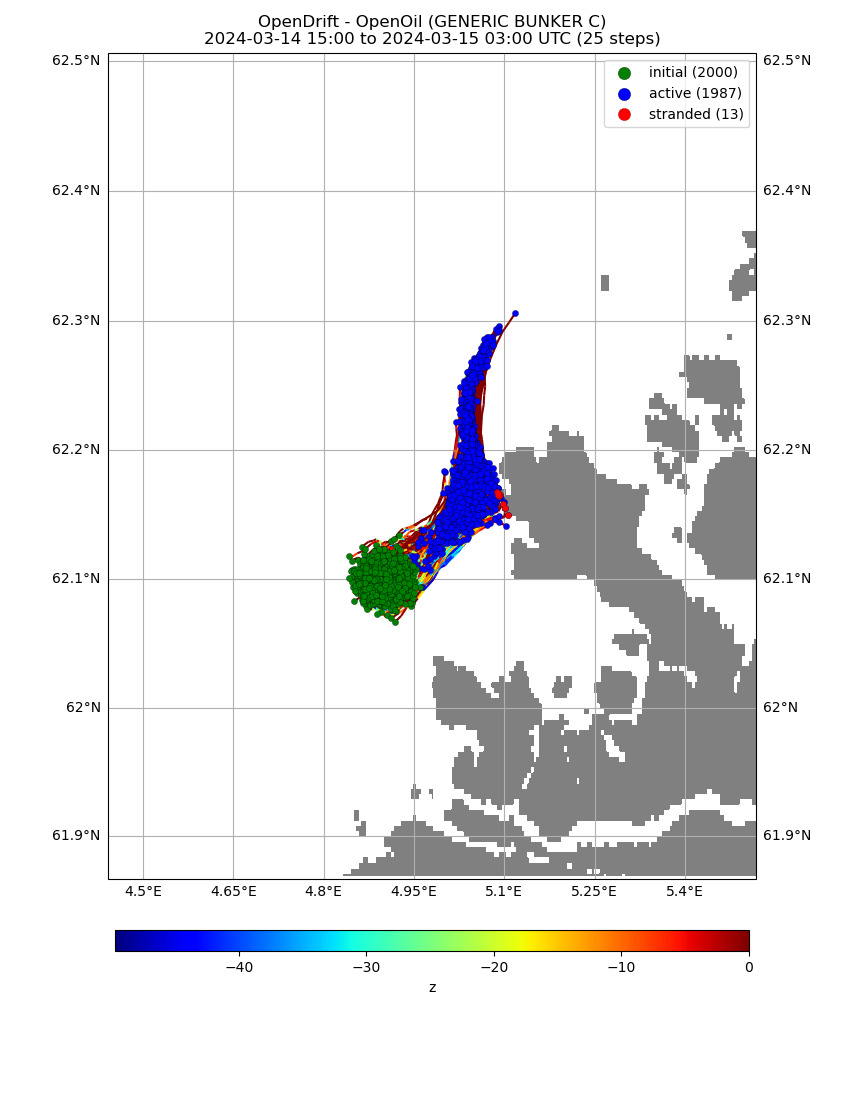 OpenDrift - OpenOil (GENERIC BUNKER C)
2024-03-14 15:00 to 2024-03-15 03:00 UTC (25 steps)
62.5°N 62.5°N
initial (2000)
active (1987)
stranded (13)
62.4°N 62.4°N
62.3°N 62.3°N
62.2°N 62.2°N
62.1°N 62.1°N
62°N 62°N
61.9°N 61.9°N
4.5°E 4.65°E 4.8°E 4.95°E 5.1°E 5.25°E 5.4°E
−40 −30 −20 −10 0
z